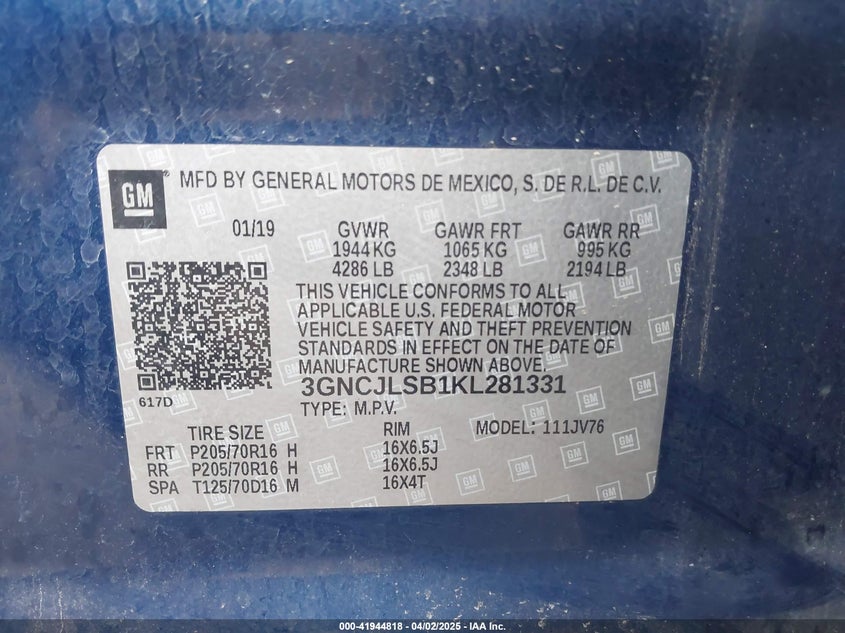 GM
MFD BY GENERAL MOTORS DE MEXICO, S. DE R.L. DE C.V.
01/19 GVWR GAWR FRT GAWR RR
1944 KG 1065 KG 995 KG
4286 LB 2348 LB 2194 LB
THIS VEHICLE CONFORMS TO ALL
APPLICABLE U.S. FEDERAL MOTOR
VEHICLE SAFETY AND THEFT PREVENTION
STANDARDS IN EFFECT ON THE DATE OF
MANUFACTURE SHOWN ABOVE.
3GNCJLSB1KL281331
617D
TYPE: M.P.V.
TIRE SIZE RIM MODEL: 111JV76
FRT P205/70R16 H 16X6.5J
RR P205/70R16 H 16X6.5J
SPA T125/70D16 M 16X4T
000-41944818 - 04/02/2025 - IAA Inc.